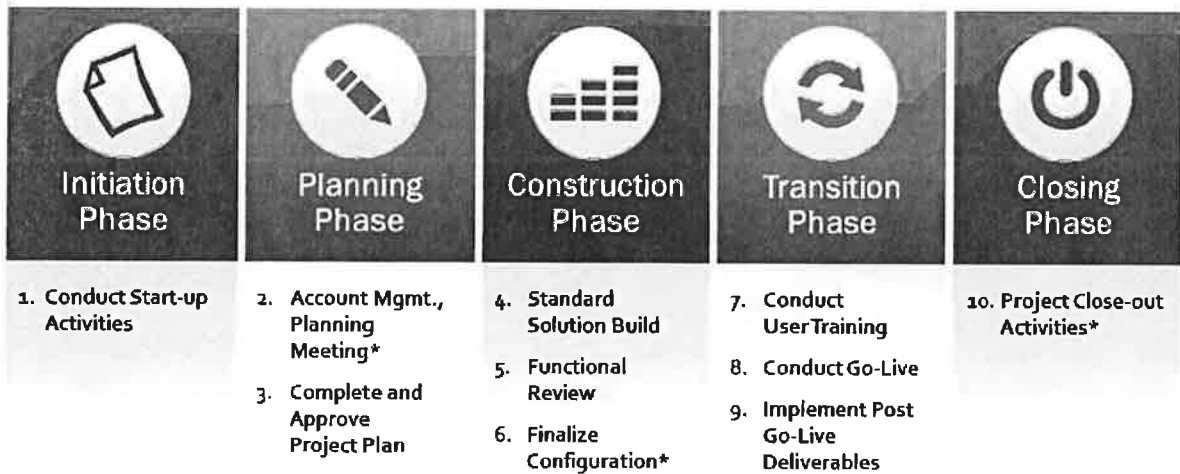 Initiation
Phase
Planning
Phase
Construction
Phase
Transition
Phase
Closing
Phase
1. Conduct Start-up
Activities
2. Account Mgmt.,
Planning
Meeting*
3. Complete and
Approve
Project Plan
4. Standard
Solution Build
5. Functional
Review
6. Finalize
Configuration*
7. Conduct
User Training
8. Conduct Go-Live
9. Implement Post
Go-Live
Deliverables
10. Project Close-out
Activities*